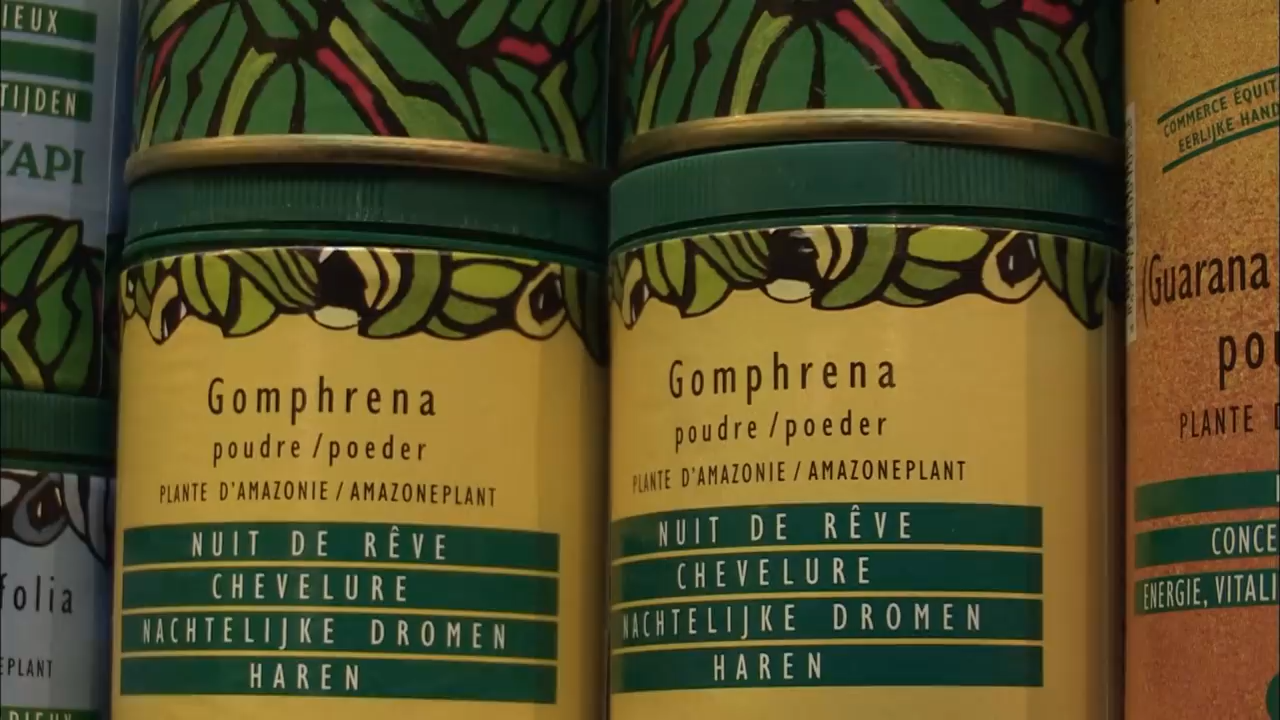 IEUX
TIJDEN
YAPI
folia
EPLANT
Gomphrena
poudre / poeder
PLANTE D'AMAZONIE / AMAZONEPLANT
NUIT DE RÊVE
CHEVELURE
NACHTELIJKE DROMEN
HAREN
Gomphrena
poudre / poeder
PLANTE D'AMAZONIE / AMAZONEPLANT
NUIT DE RÊVE
CHEVELURE
NACHTELIJKE DROMEN
HAREN
COMMERCE ÉQUIT
EERLIJKE HAND
(Guarana
po
PLANTE
CONCE
ENERGIE, VITALI